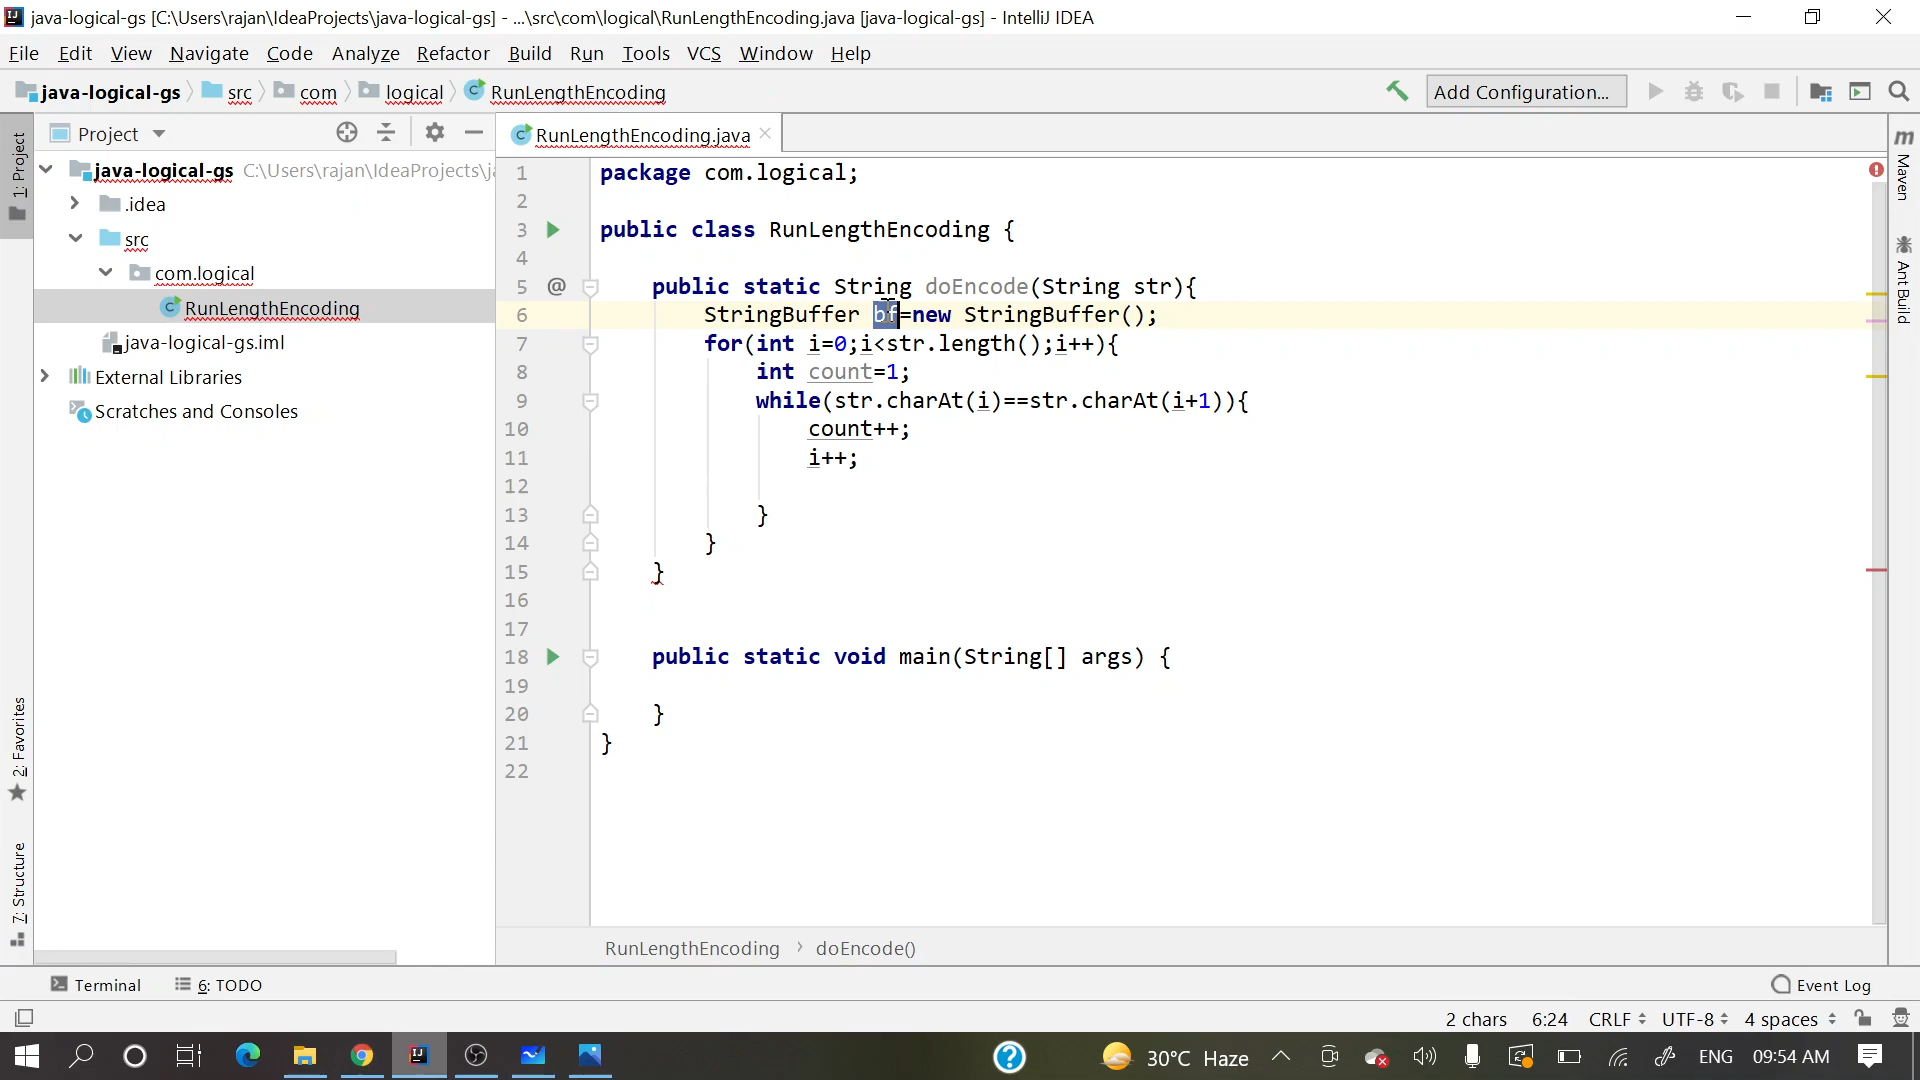 java-logical-gs [C:\Users\rajan\IdeaProjects\java-logical-gs] - ...\src\com\logical\RunLengthEncoding.java [java-logical-gs] - IntelliJ IDEA
File Edit View Navigate Code Analyze Refactor Build Run Tools VCS Window Help
java-logical-gs src com logical RunLengthEncoding Add Configuration...
1: Project
Project
java-logical-gs C:\Users\rajan\IdeaProjects\j
.idea
src
com.logical
RunLengthEncoding
java-logical-gs.iml
External Libraries
Scratches and Consoles
2: Favorites
7: Structure
RunLengthEncoding.java
1 package com.logical;
2
3 public class RunLengthEncoding {
4
5 @ public static String doEncode(String str){
6 StringBuffer bf=new StringBuffer();
7 for(int i=0;i<str.length();i++){
8 int count=1;
9 while(str.charAt(i)==str.charAt(i+1)){
10 count++;
11 i++;
12
13 }
14 }
15 }
16
17
18 public static void main(String[] args) {
19
20 }
21 }
22
RunLengthEncoding › doEncode()
m Maven
Ant Build
Terminal 6: TODO Event Log
2 chars 6:24 CRLF UTF-8 4 spaces
30°C Haze ENG 09:54 AM